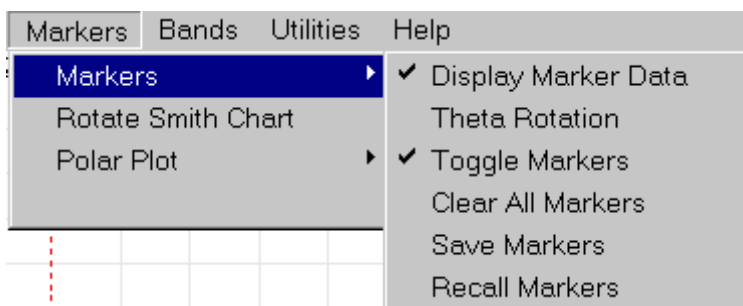 Markers Bands Utilities Help
Markers
Rotate Smith Chart
Polar Plot
✔ Display Marker Data
Theta Rotation
✔ Toggle Markers
Clear All Markers
Save Markers
Recall Markers